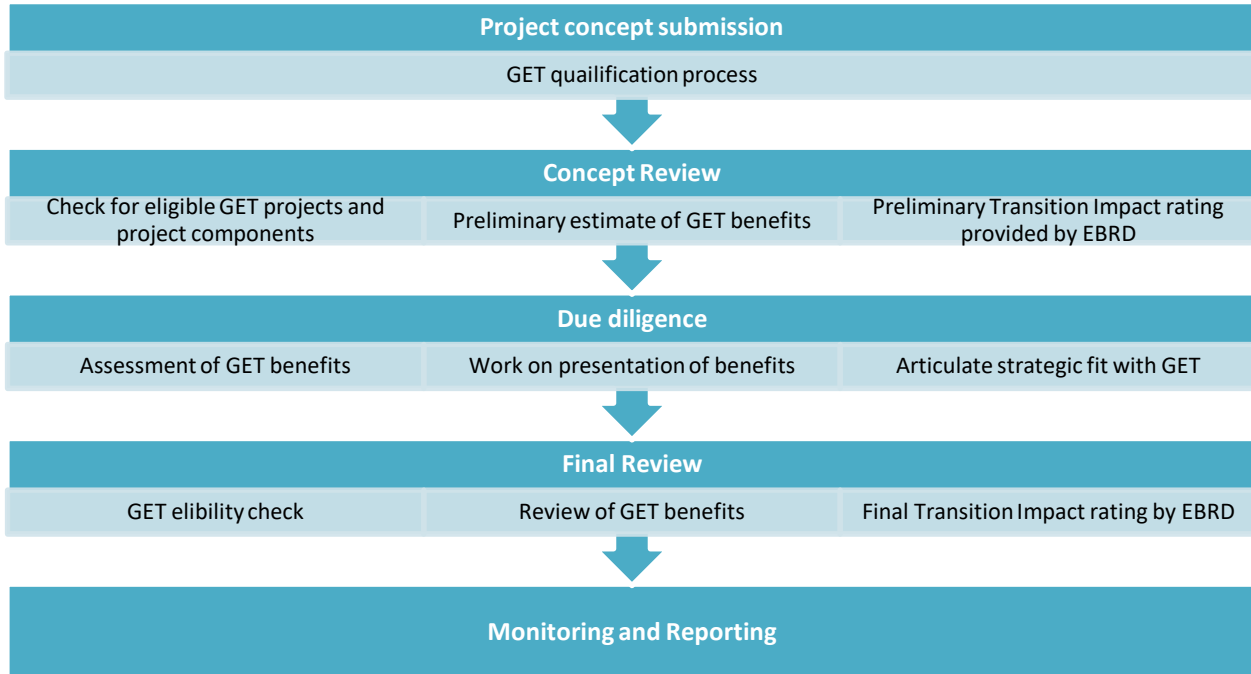 Project concept submission
GET quailification process
Concept Review
Check for eligible GET projects and
project components
Preliminary estimate of GET benefits
Preliminary Transition Impact rating
provided by EBRD
Due diligence
Assessment of GET benefits
Work on presentation of benefits
Articulate strategic fit with GET
Final Review
GET elibility check
Review of GET benefits
Final Transition Impact rating by EBRD
Monitoring and Reporting